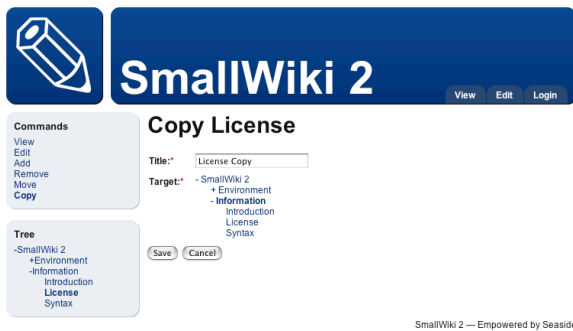 SmallWiki 2
View Edit Login
Commands
View
Edit
Add
Remove
Move
Copy
Tree
-SmallWiki 2
+Environment
-Information
Introduction
License
Syntax
Copy License
Title:* License Copy
Target:* - SmallWiki 2
+ Environment
- Information
Introduction
License
Syntax
Save Cancel
SmallWiki 2 — Empowered by Seaside